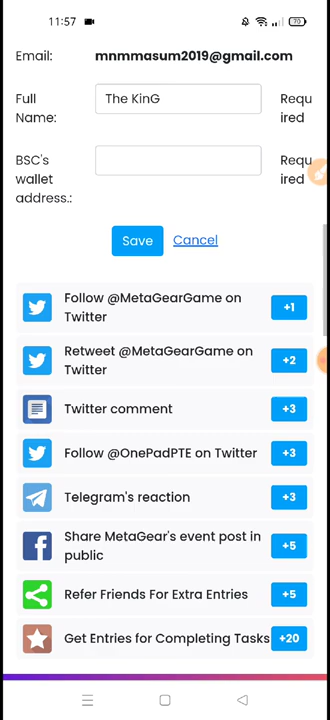 11:57
70
Email: mnmmasum2019@gmail.com
Full Name: The KinG Requ ired
BSC's wallet address.: Requ ired
Save Cancel
Follow @MetaGearGame on Twitter +1
Retweet @MetaGearGame on Twitter +2
Twitter comment +3
Follow @OnePadPTE on Twitter +3
Telegram's reaction +3
Share MetaGear's event post in public +5
Refer Friends For Extra Entries +5
Get Entries for Completing Tasks +20